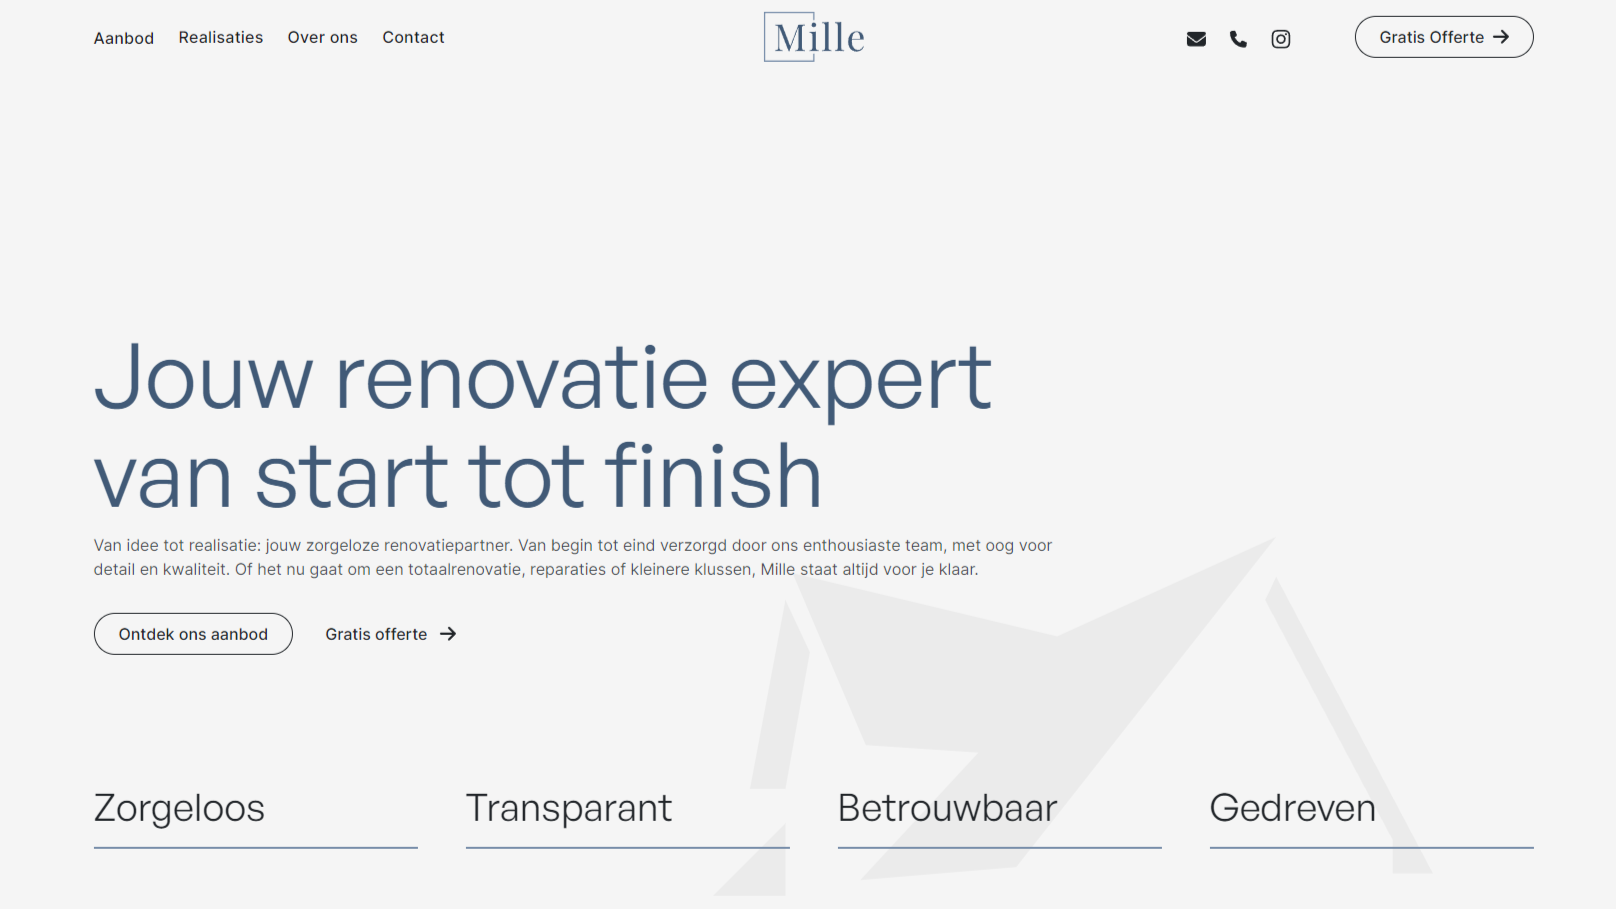 Aanbod
Realisaties
Over ons
Contact
Mille
Gratis Offerte
Jouw renovatie expert
van start tot finish
Van idee tot realisatie: jouw zorgeloze renovatiepartner. Van begin tot eind verzorgd door ons enthousiaste team, met oog voor
detail en kwaliteit. Of het nu gaat om een totaalrenovatie, reparaties of kleinere klussen, Mille staat altijd voor je klaar.
Ontdek ons aanbod
Gratis offerte
Zorgeloos
Transparant
Betrouwbaar
Gedreven